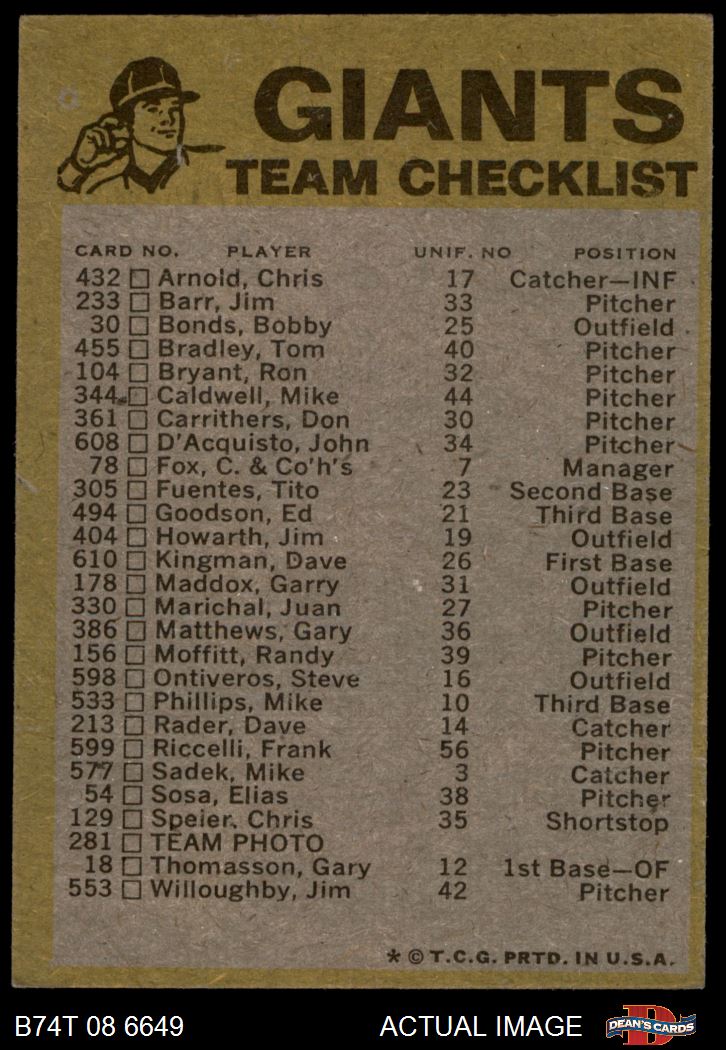 GIANTS
TEAM CHECKLIST
CARD NO. PLAYER UNIF. NO POSITION
432 Arnold, Chris 17 Catcher—INF
233 Barr, Jim 33 Pitcher
30 Bonds, Bobby 25 Outfield
455 Bradley, Tom 40 Pitcher
104 Bryant, Ron 32 Pitcher
344 Caldwell, Mike 44 Pitcher
361 Carrithers, Don 30 Pitcher
608 D'Acquisto, John 34 Pitcher
78 Fox, C. & Co'h's 7 Manager
305 Fuentes, Tito 23 Second Base
494 Goodson, Ed 21 Third Base
404 Howarth, Jim 19 Outfield
610 Kingman, Dave 26 First Base
178 Maddox, Garry 31 Outfield
330 Marichal, Juan 27 Pitcher
386 Matthews, Gary 36 Outfield
156 Moffitt, Randy 39 Pitcher
598 Ontiveros, Steve 16 Outfield
533 Phillips, Mike 10 Third Base
213 Rader, Dave 14 Catcher
599 Riccelli, Frank 56 Pitcher
577 Sadek, Mike 3 Catcher
54 Sosa, Elias 38 Pitcher
129 Speier, Chris 35 Shortstop
281 TEAM PHOTO
18 Thomasson, Gary 12 1st Base—OF
553 Willoughby, Jim 42 Pitcher
* © T.C.G. PRTD. IN U.S.A.
B74T 08 6649 ACTUAL IMAGE DEAN'S CARDS